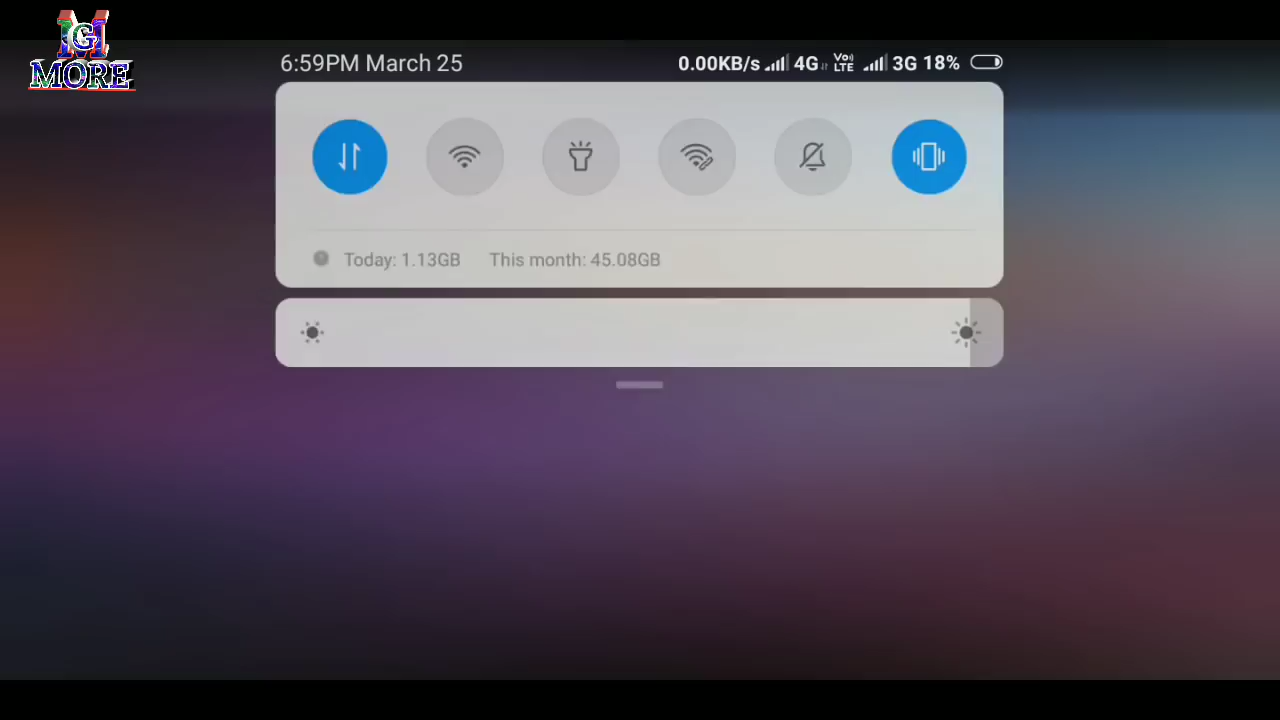 MG
MORE
6:59PM March 25
0.00KB/s 4G Vo LTE 3G 18%
Today: 1.13GB This month: 45.08GB